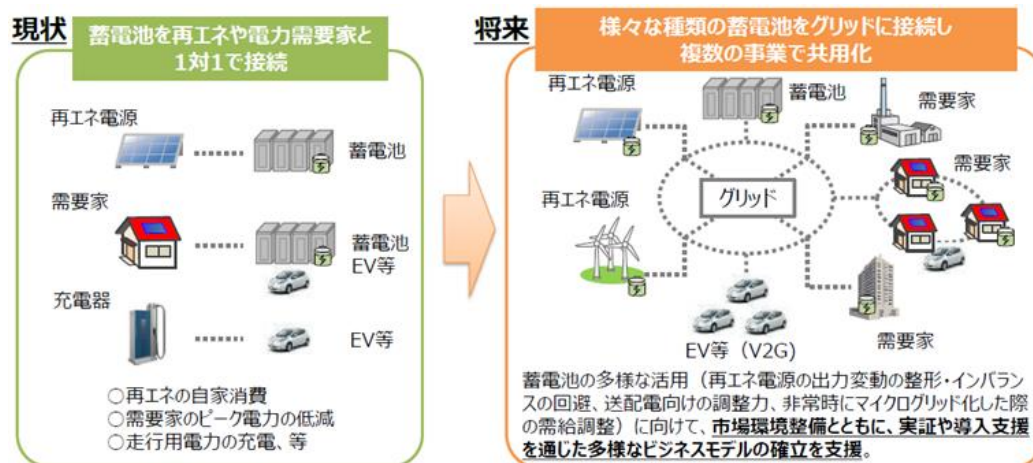 現状
蓄電池を再エネや電力需要家と
1対1で接続
再エネ電源
蓄電池
需要家
蓄電池
EV等
充電器
EV等
○再エネの自家消費
○需要家のピーク電力の低減
○走行用電力の充電、等
将来
様々な種類の蓄電池をグリッドに接続し
複数の事業で共用化
再エネ電源
蓄電池
需要家
需要家
再エネ電源
グリッド
EV等（V2G)
需要家
蓄電池の多様な活用（再エネ電源の出力変動の整形・インバラン
スの回避、送配電向けの調整力、非常時にマイクログリッド化した際
の需給調整）に向けて、市場環境整備とともに、実証や導入支援
を通じた多様なビジネスモデルの確立を支援。